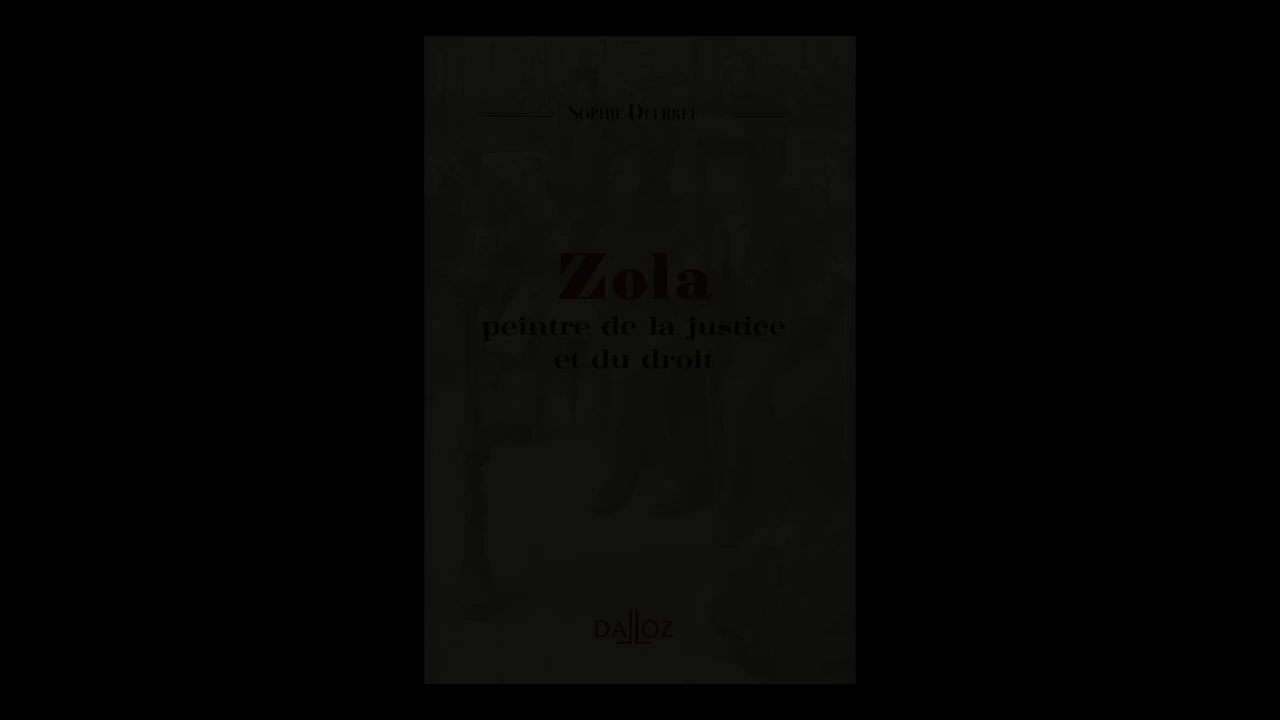 Sophie Delbrel
Zola
peintre de la justice
et du droit
DALLOZ